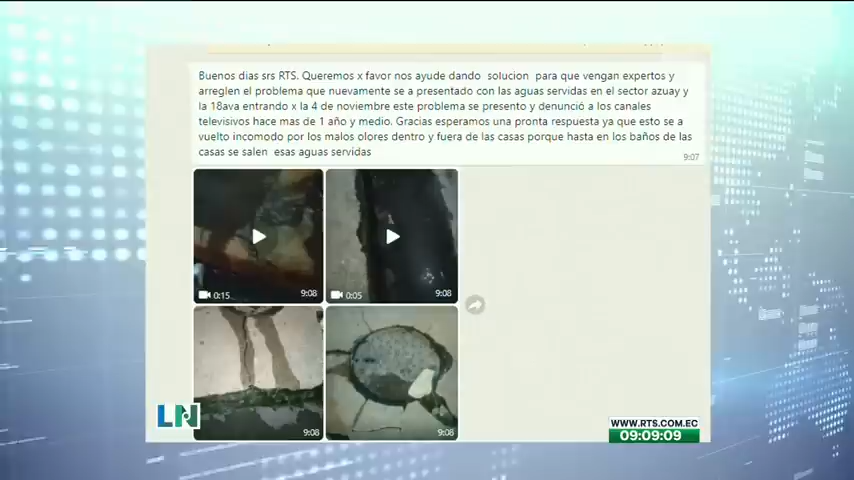 Buenos dias srs RTS. Queremos x favor nos ayude dando solucion para que vengan expertos y
arreglen el problema que nuevamente se a presentado con las aguas servidas en el sector azuay y
la 18ava entrando x la 4 de noviembre este problema se presento y denunció a los canales
televisivos hace mas de 1 año y medio. Gracias esperamos una pronta respuesta ya que esto se a
vuelto incomodo por los malos olores dentro y fuera de las casas porque hasta en los baños de las
casas se salen esas aguas servidas
9:07
0:15 9:08
0:05 9:08
9:08
9:08
LN
WWW.RTS.COM.EC
09:09:09